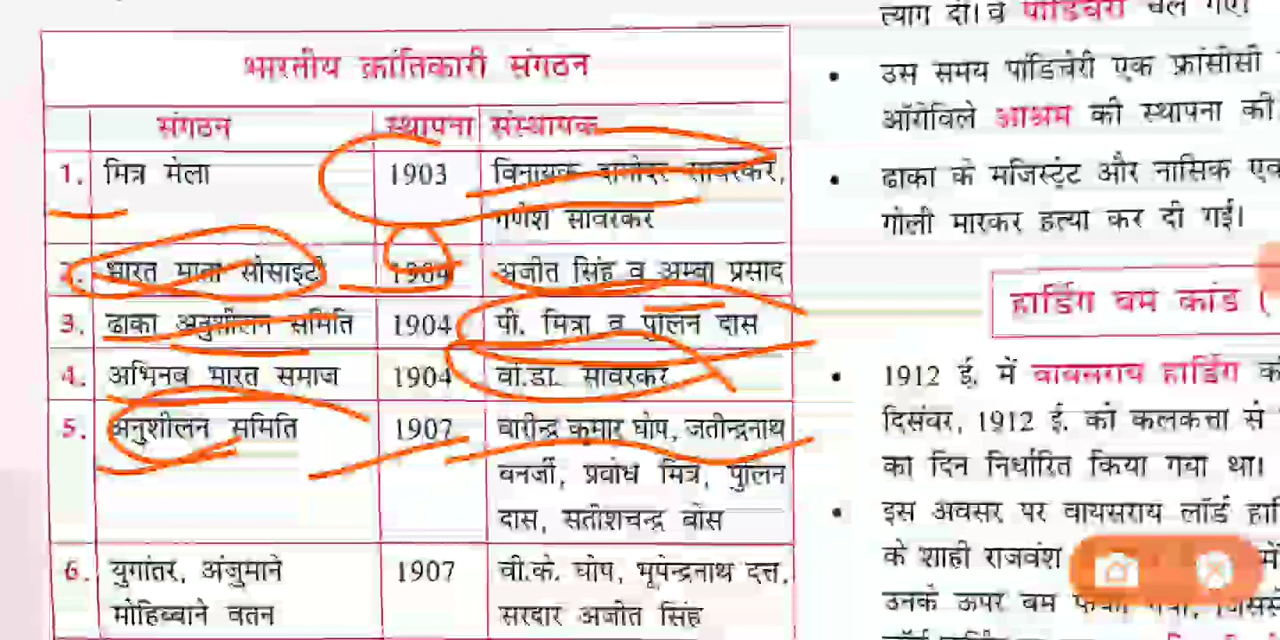 भारतीय क्रांतिकारी संगठन
संगठन स्थापना संस्थापक
1. मित्र मेला 1903 विनायक दामोदर सावरकर,
गणेश सावरकर
2. भारत माता सोसाइटी 1904 अजीत सिंह व अम्बा प्रसाद
3. ढाका अनुशीलन समिति 1904 पी. मित्रा व पुलिन दास
4. अभिनव भारत समाज 1904 वी.डी. सावरकर
5. अनुशीलन समिति 1907 बारीन्द्र कुमार घोष, जतीन्द्रनाथ
बनर्जी, प्रबोध मित्र, पुलिन
दास, सतीशचन्द्र बोस
6. युगांतर, अंजुमाने 1907 बी.के. घोष, भूपेन्द्रनाथ दत्त,
मोहिब्बाने वतन सरदार अजीत सिंह
त्याग दी। वे पांडिचेरी चले गए।
• उस समय पांडिचेरी एक फ्रांसीसी
ऑरोविले आश्रम की स्थापना की
• ढाका के मजिस्ट्रेट और नासिक एक
गोली मारकर हत्या कर दी गई।
हार्डिंग बम कांड (
• 1912 ई. में वायसराय हार्डिंग
दिसंबर, 1912 ई. को कलकत्ता से
का दिन निर्धारित किया गया था।
• इस अवसर पर वायसराय लॉर्ड
के शाही राजवंश में
उनके ऊपर बम